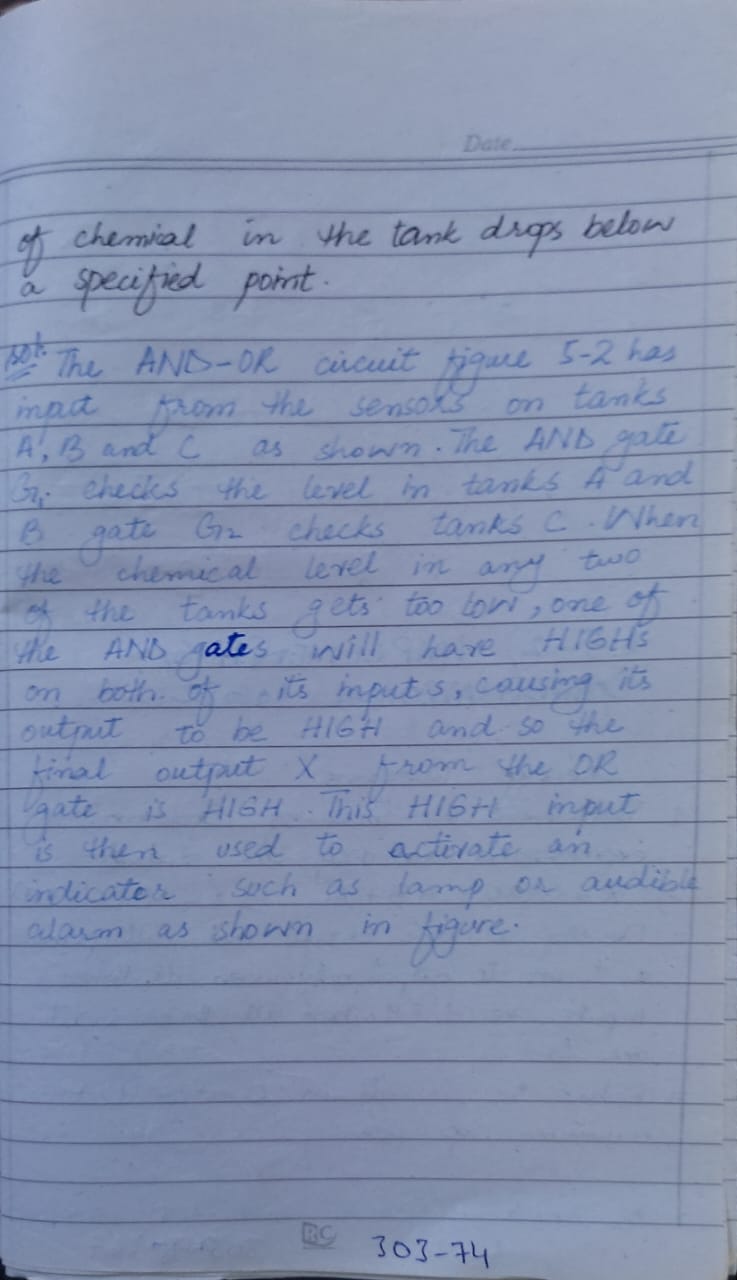 Date
of chemical in the tank drops below
a specified point.
Sol. The AND-OR circuit figure 5-2 has
input from the sensors on tanks
A, B and C as shown. The AND gate
G1. checks the level in tanks A and
B gate G2 checks tanks C. When
the chemical level in any two
of the tanks gets too low, one of
the AND gates will have HIGHs
on both of its inputs, causing its
output to be HIGH and so the
final output X from the OR
gate is HIGH. This HIGH input
is then used to activate an
indicator such as lamp or audible
alarm as shown in figure.
BC
303-74